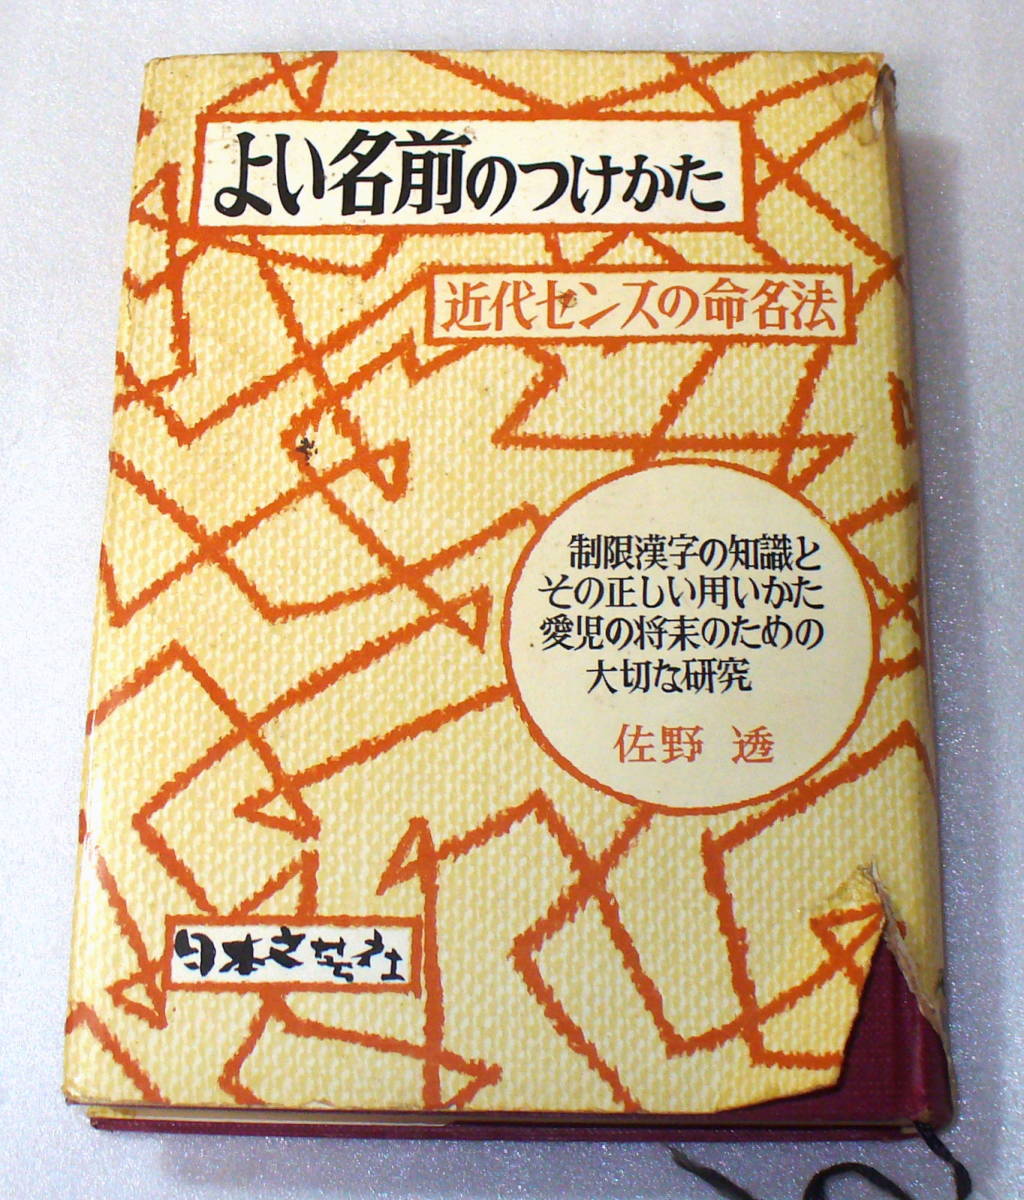 よい名前のつけかた
近代センスの命名法
制限漢字の知識と
その正しい用いかた
愛児の将末のための
大切な研究
佐野 透
日本文芸社